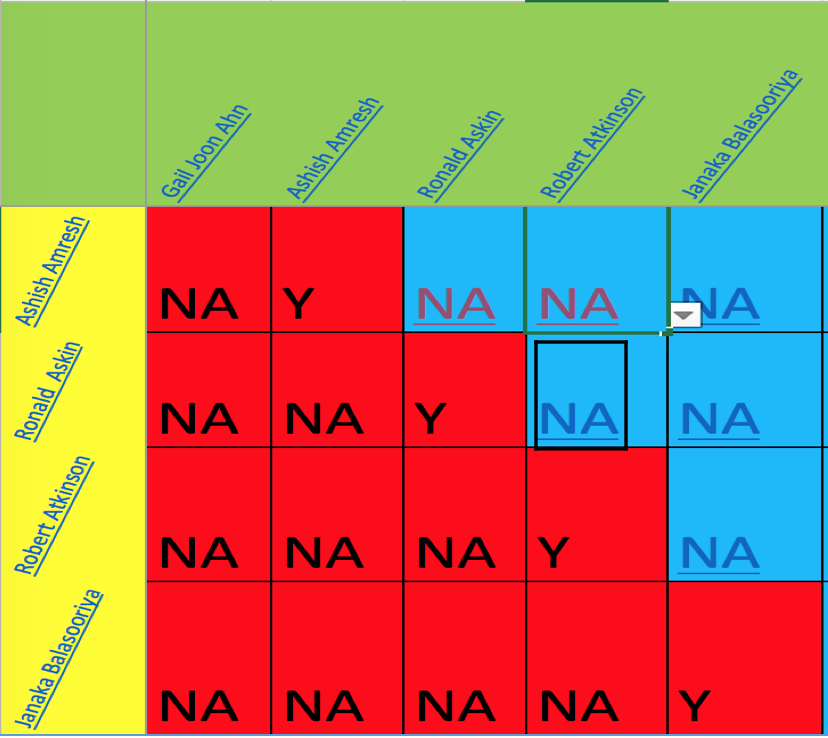 Gail Joon Ahn Ashish Amresh Ronald Askin Robert Atkinson Janaka Balasooriya
Ashish Amresh NA Y NA NA NA
Ronald Askin NA NA Y NA NA
Robert Atkinson NA NA NA Y NA
Janaka Balasooriya NA NA NA NA Y